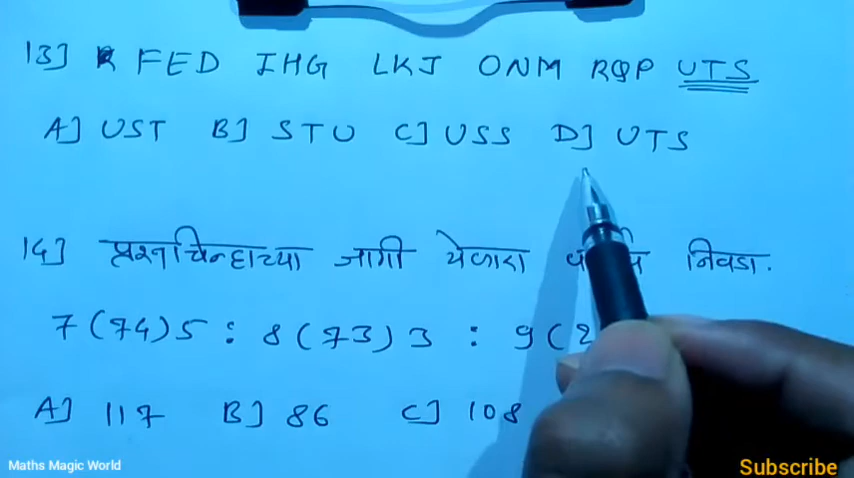 13] FED IHG LKJ ONM RQP UTS
A] UST B] STU C] USS D] UTS
14] प्रश्नचिन्हाच्या जागी येणारा निवडा.
7(74)5 : 8(73)3 : 9(
A] 117 B] 86 C] 108
Maths Magic World
Subscribe